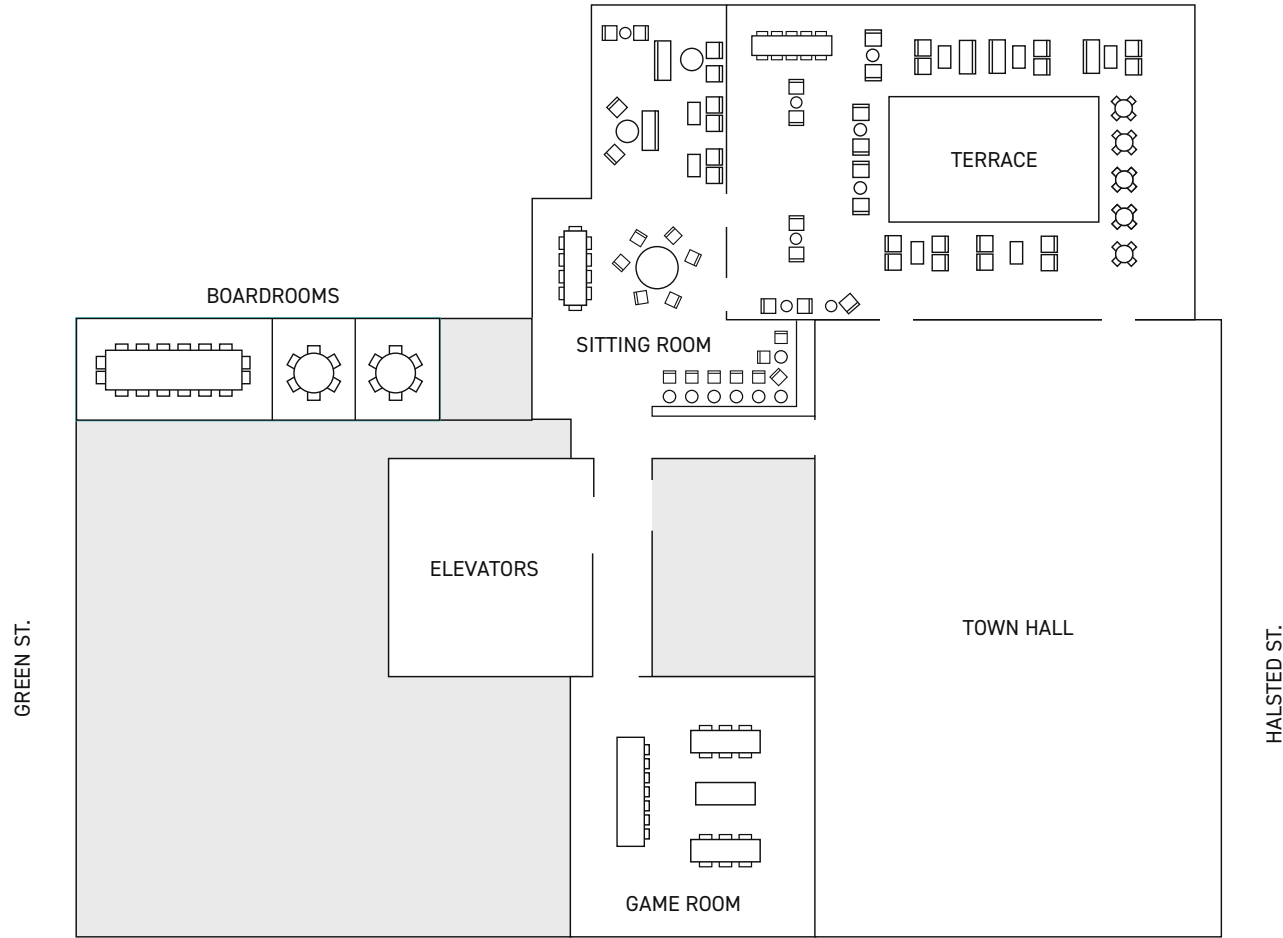 TERRACE
BOARDROOMS
SITTING ROOM
ELEVATORS
TOWN HALL
GREEN ST.
HALSTED ST.
GAME ROOM